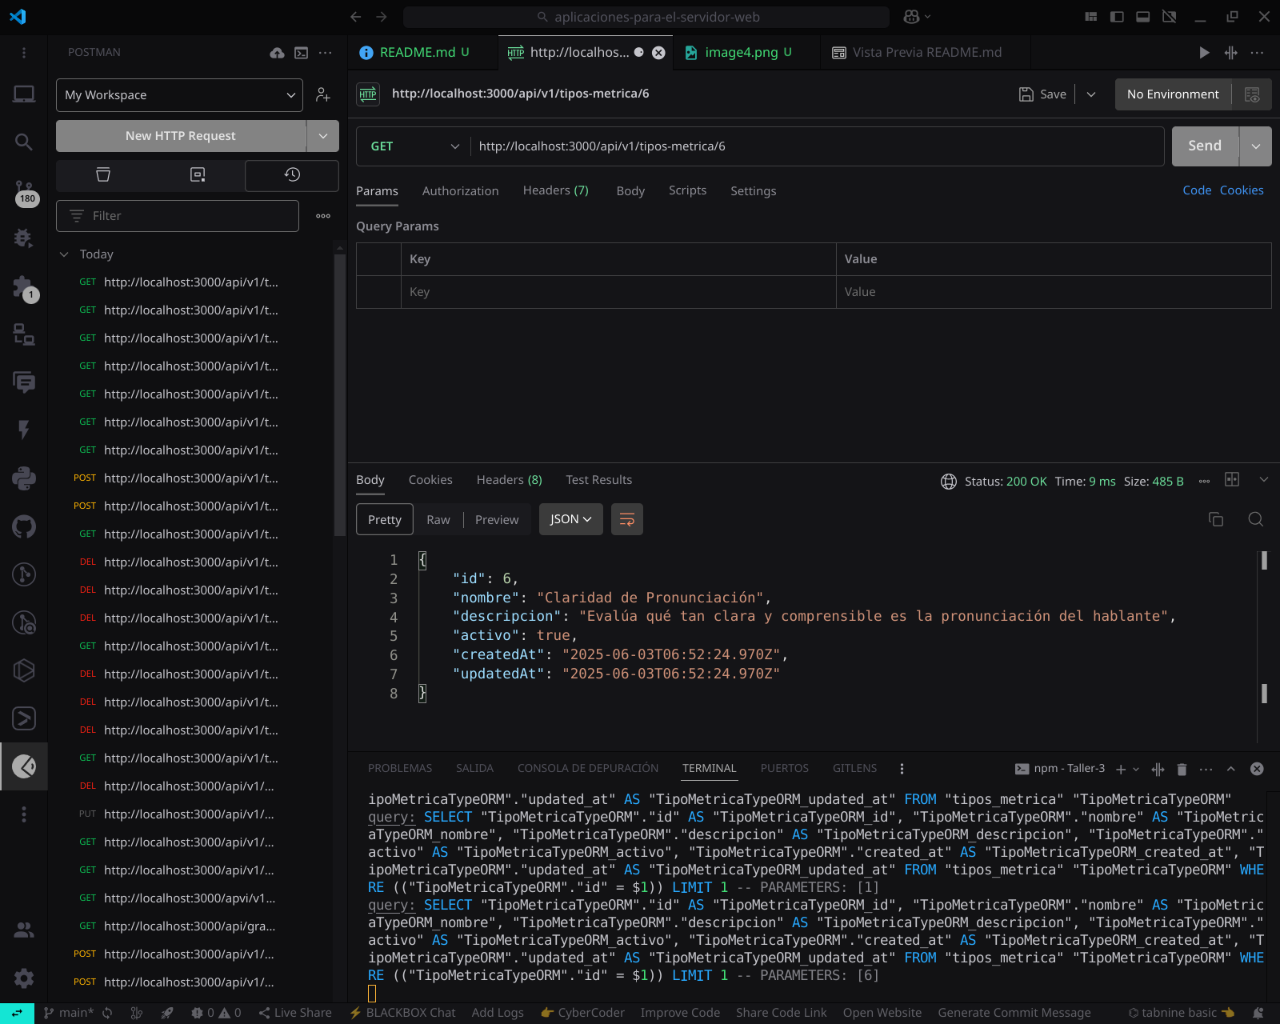 aplicaciones-para-el-servidor-web
POSTMAN
README.md U
http://localhos...
image4.png U
Vista Previa README.md
My Workspace
New HTTP Request
Filter
Today
GET http://localhost:3000/api/v1/t...
GET http://localhost:3000/api/v1/t...
GET http://localhost:3000/api/v1/t...
GET http://localhost:3000/api/v1/t...
GET http://localhost:3000/api/v1/t...
GET http://localhost:3000/api/v1/t...
GET http://localhost:3000/api/v1/t...
POST http://localhost:3000/api/v1/t...
POST http://localhost:3000/api/v1/t...
GET http://localhost:3000/api/v1/t...
DEL http://localhost:3000/api/v1/t...
DEL http://localhost:3000/api/v1/t...
DEL http://localhost:3000/api/v1/t...
GET http://localhost:3000/api/v1/t...
DEL http://localhost:3000/api/v1/t...
DEL http://localhost:3000/api/v1/t...
DEL http://localhost:3000/api/v1/t...
GET http://localhost:3000/api/v1/t...
DEL http://localhost:3000/api/v1/...
PUT http://localhost:3000/api/v1/...
GET http://localhost:3000/api/v1/...
GET http://localhost:3000/api/v1/...
GET http://localhost:3000/apvi/v1...
GET http://localhost:3000/api/gra...
POST http://localhost:3000/api/v1/...
POST http://localhost:3000/api/v1/...
180
1
HTTP http://localhost:3000/api/v1/tipos-metrica/6
Save
No Environment
GET http://localhost:3000/api/v1/tipos-metrica/6
Send
Params Authorization Headers (7) Body Scripts Settings
Code Cookies
Query Params
Key Value
Key Value
Body Cookies Headers (8) Test Results
Status: 200 OK Time: 9 ms Size: 485 B
Pretty Raw Preview JSON
1 {
2 "id": 6,
3 "nombre": "Claridad de Pronunciación",
4 "descripcion": "Evalúa qué tan clara y comprensible es la pronunciación del hablante",
5 "activo": true,
6 "createdAt": "2025-06-03T06:52:24.970Z",
7 "updatedAt": "2025-06-03T06:52:24.970Z"
8 }
PROBLEMAS SALIDA CONSOLA DE DEPURACIÓN TERMINAL PUERTOS GITLENS
npm - Taller-3
ipoMetricaTypeORM"."updated_at" AS "TipoMetricaTypeORM_updated_at" FROM "tipos_metrica" "TipoMetricaTypeORM"
query: SELECT "TipoMetricaTypeORM"."id" AS "TipoMetricaTypeORM_id", "TipoMetricaTypeORM"."nombre" AS "TipoMetric
aTypeORM_nombre", "TipoMetricaTypeORM"."descripcion" AS "TipoMetricaTypeORM_descripcion", "TipoMetricaTypeORM"."
activo" AS "TipoMetricaTypeORM_activo", "TipoMetricaTypeORM"."created_at" AS "TipoMetricaTypeORM_created_at", "T
ipoMetricaTypeORM"."updated_at" AS "TipoMetricaTypeORM_updated_at" FROM "tipos_metrica" "TipoMetricaTypeORM" WHE
RE (("TipoMetricaTypeORM"."id" = $1)) LIMIT 1 -- PARAMETERS: [1]
query: SELECT "TipoMetricaTypeORM"."id" AS "TipoMetricaTypeORM_id", "TipoMetricaTypeORM"."nombre" AS "TipoMetric
aTypeORM_nombre", "TipoMetricaTypeORM"."descripcion" AS "TipoMetricaTypeORM_descripcion", "TipoMetricaTypeORM"."
activo" AS "TipoMetricaTypeORM_activo", "TipoMetricaTypeORM"."created_at" AS "TipoMetricaTypeORM_created_at", "T
ipoMetricaTypeORM"."updated_at" AS "TipoMetricaTypeORM_updated_at" FROM "tipos_metrica" "TipoMetricaTypeORM" WHE
RE (("TipoMetricaTypeORM"."id" = $1)) LIMIT 1 -- PARAMETERS: [6]
main* 0 0 Live Share BLACKBOX Chat Add Logs CyberCoder Improve Code Share Code Link Open Website Generate Commit Message tabnine basic